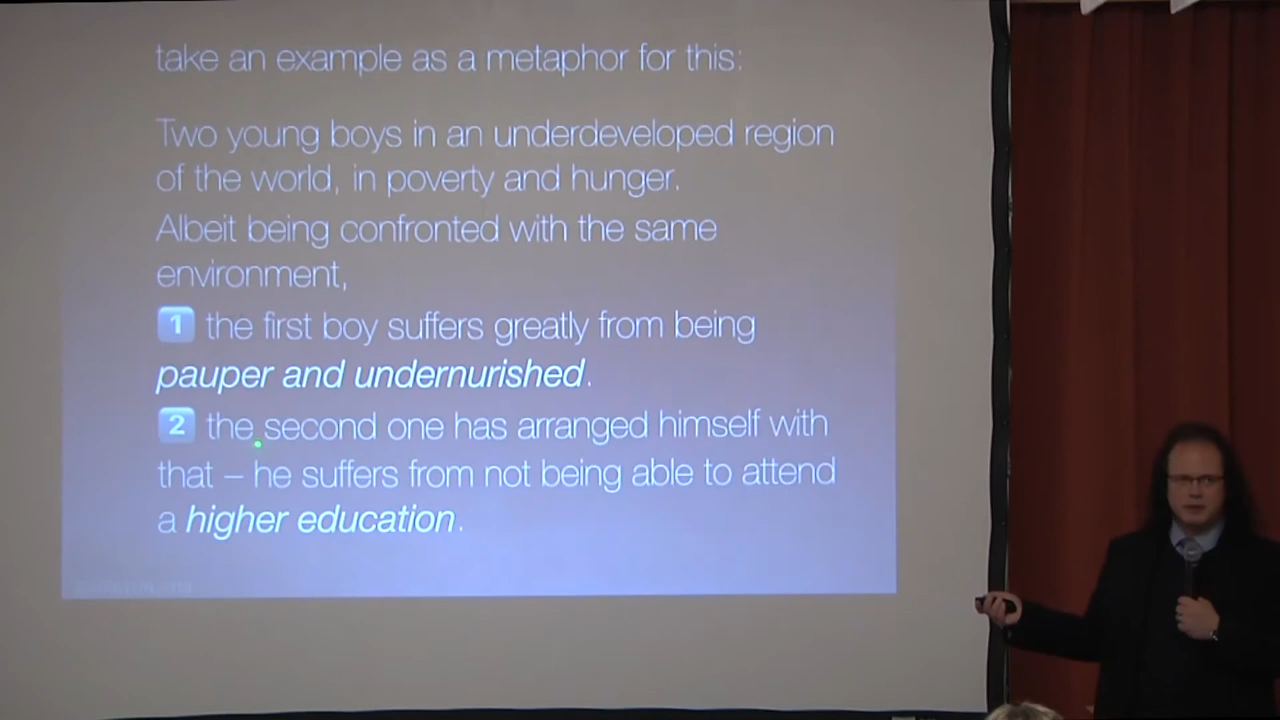 take an example as a metaphor for this:
Two young boys in an underdeveloped region
of the world, in poverty and hunger.
Albeit being confronted with the same
environment,
1 the first boy suffers greatly from being
pauper and undernurished.
2 the second one has arranged himself with
that – he suffers from not being able to attend
a higher education.